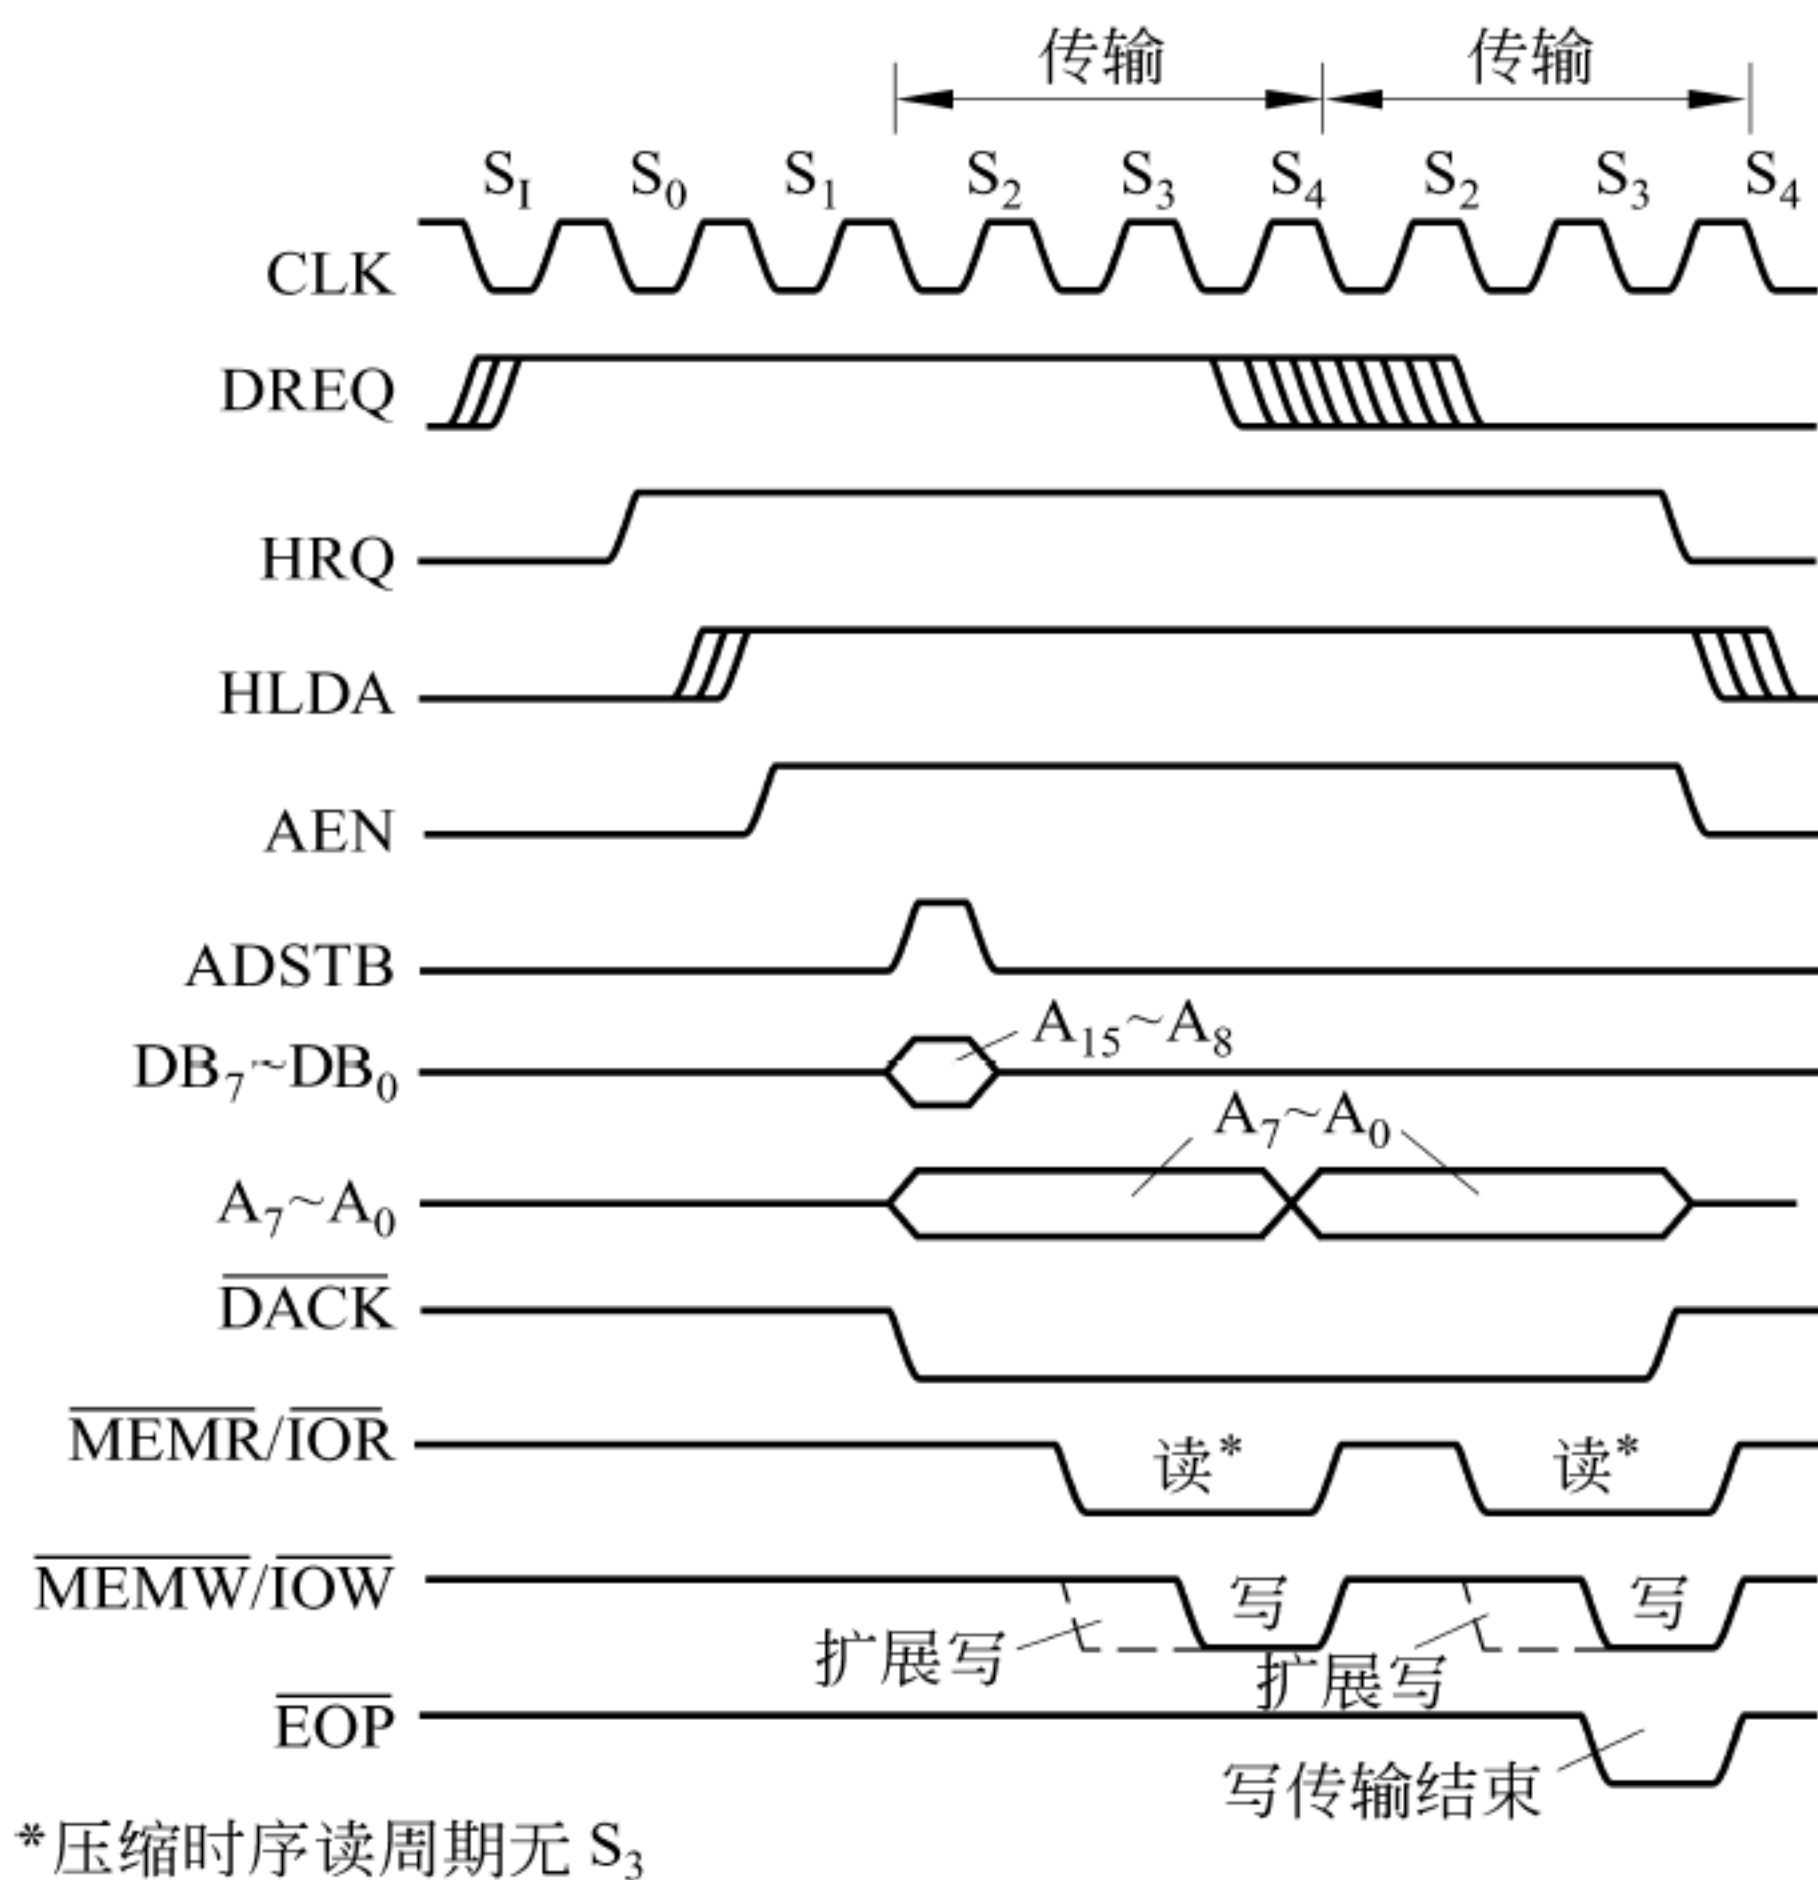 传输 传输
S_I S_0 S_1 S_2 S_3 S_4 S_2 S_3 S_4
CLK
DREQ
HRQ
HLDA
AEN
ADSTB
A_15~A_8
DB_7~DB_0
A_7~A_0
A_7~A_0
DACK
MEMR/IOR 读* 读*
MEMW/IOW 写 写
扩展写 扩展写
EOP
写传输结束
*压缩时序读周期无 S_3